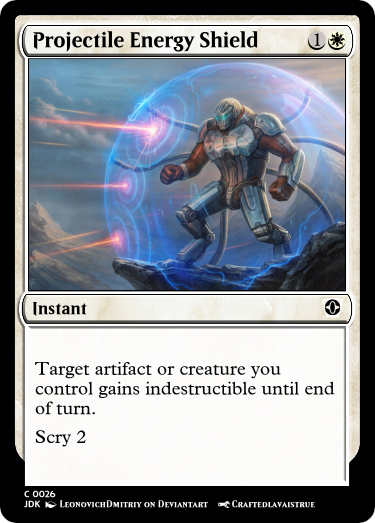 Projectile Energy Shield 1
Instant
Target artifact or creature you
control gains indestructible until end
of turn.
Scry 2
C 0026
JDK LeonovichDmitriy on Deviantart Craftedlavaistrue